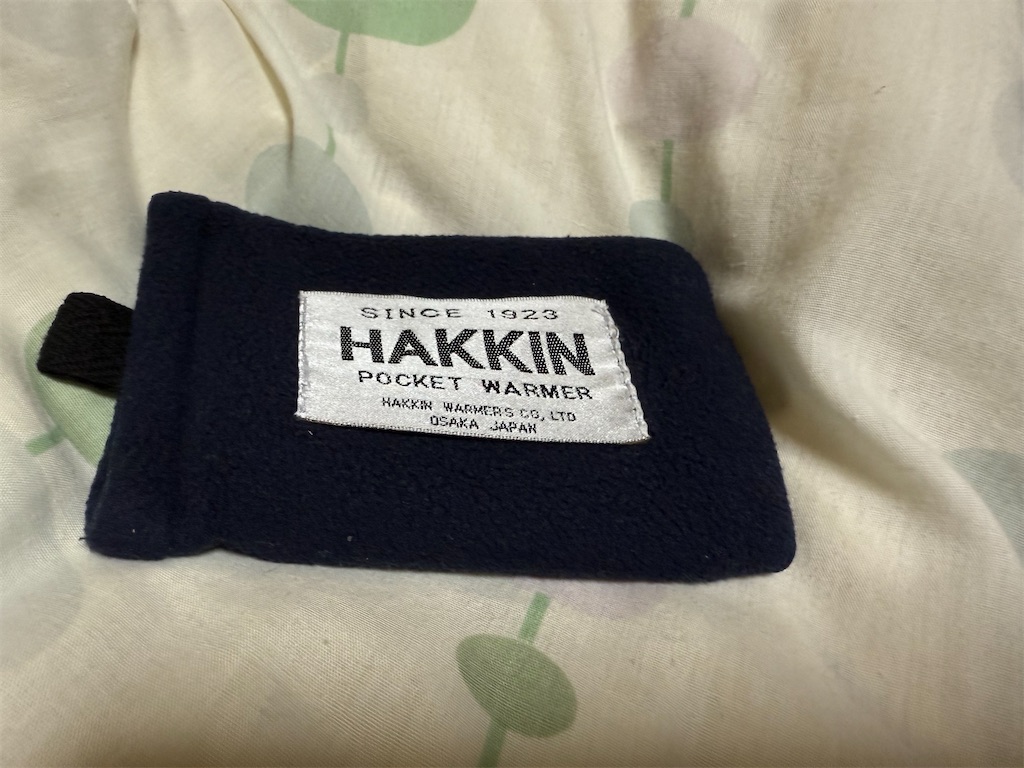 SINCE 1923
HAKKIN
POCKET WARMER
HAKKIN WARMERS CO, LTD
OSAKA JAPAN